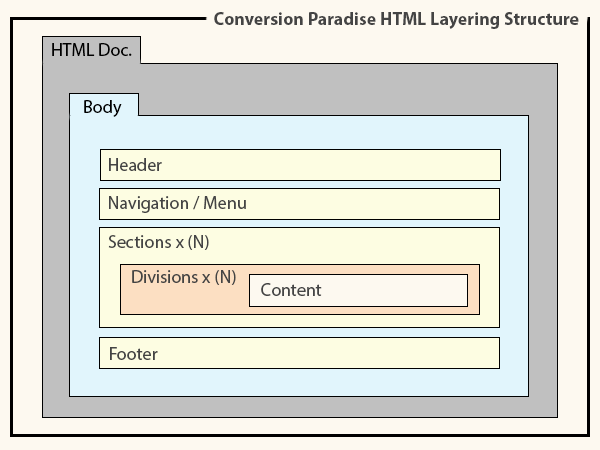 Conversion Paradise HTML Layering Structure
HTML Doc.
Body
Header
Navigation / Menu
Sections x (N)
Divisions x (N)
Content
Footer